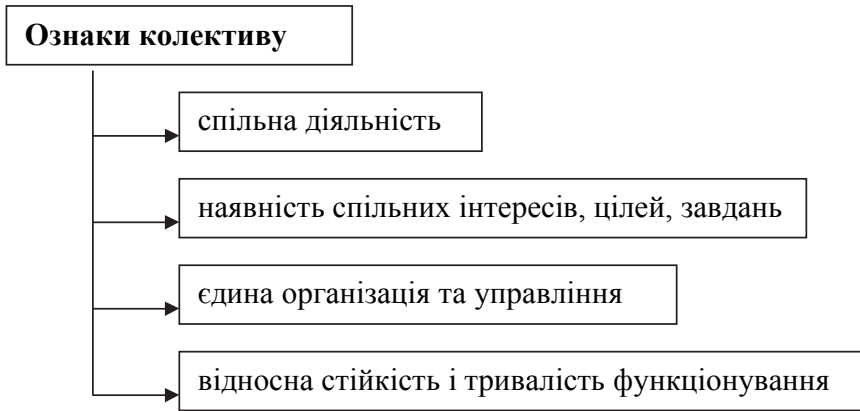 Ознаки колективу
спільна діяльність
наявність спільних інтересів, цілей, завдань
єдина організація та управління
відносна стійкість і тривалість функціонування